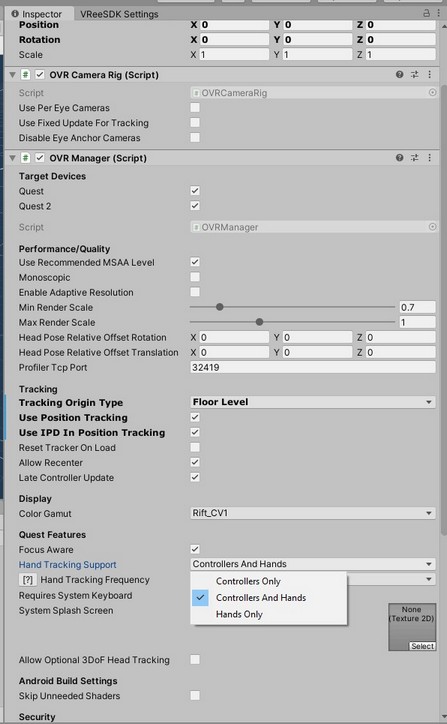 Inspector VReeSDK Settings
Position X 0 Y 0 Z 0
Rotation X 0 Y 0 Z 0
Scale X 1 Y 1 Z 1
# OVR Camera Rig (Script)
Script # OVRCameraRig
Use Per Eye Cameras
Use Fixed Update For Tracking
Disable Eye Anchor Cameras
# OVR Manager (Script)
Target Devices
Quest
Quest 2
Script # OVRManager
Performance/Quality
Use Recommended MSAA Level
Monoscopic
Enable Adaptive Resolution
Min Render Scale 0.7
Max Render Scale 1
Head Pose Relative Offset Rotation X 0 Y 0 Z 0
Head Pose Relative Offset Translation X 0 Y 0 Z 0
Profiler Tcp Port 32419
Tracking
Tracking Origin Type Floor Level
Use Position Tracking
Use IPD In Position Tracking
Reset Tracker On Load
Allow Recenter
Late Controller Update
Display
Color Gamut Rift_CV1
Quest Features
Focus Aware
Hand Tracking Support Controllers And Hands
[?] Hand Tracking Frequency
Controllers Only
Requires System Keyboard
Controllers And Hands
System Splash Screen
Hands Only
None
(Texture 2D)
Select
Allow Optional 3DoF Head Tracking
Android Build Settings
Skip Unneeded Shaders
Security